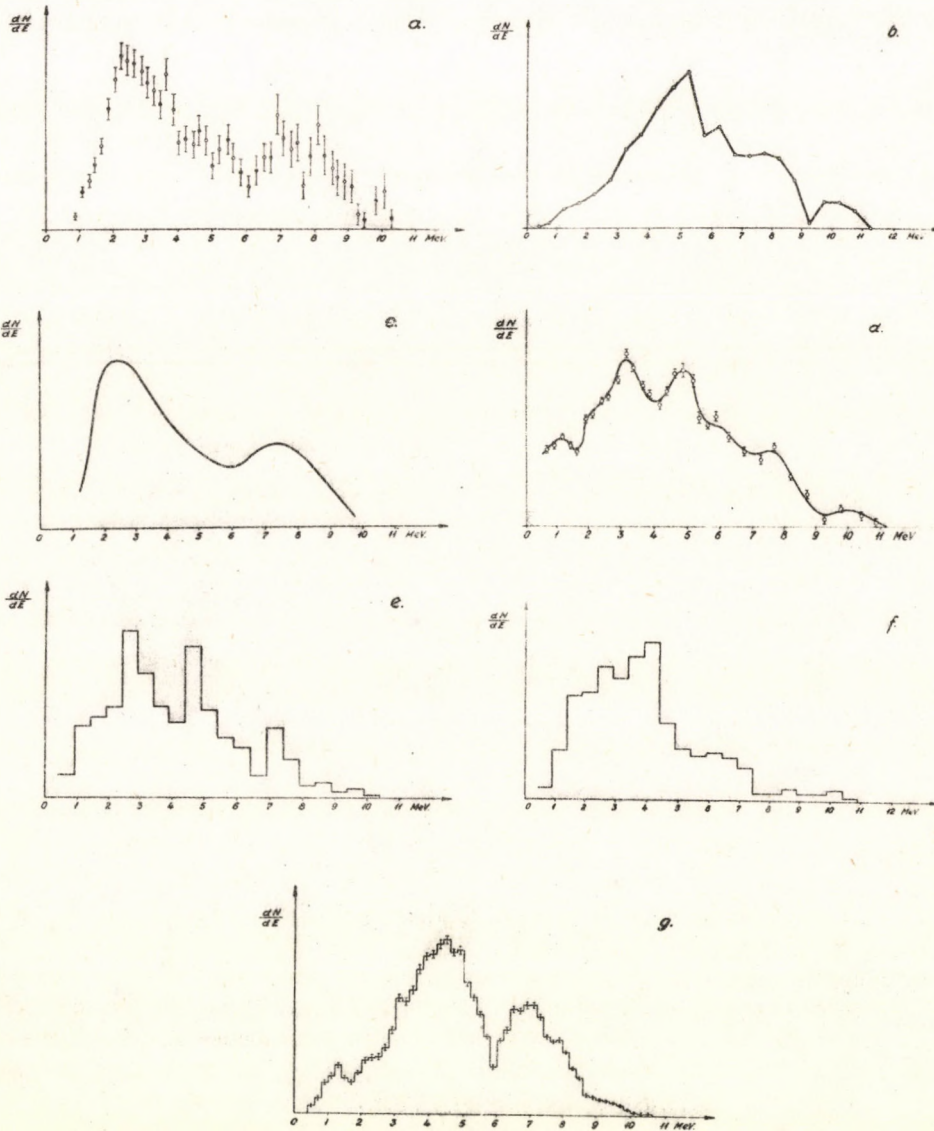 dN/dE a.
0 1 2 3 4 5 6 7 8 9 10 11 MeV.
dN/dE b.
0 1 2 3 4 5 6 7 8 9 10 11 12 MeV
dN/dE c.
0 1 2 3 4 5 6 7 8 9 10 11 MeV.
dN/dE d.
0 1 2 3 4 5 6 7 8 9 10 11 MeV.
dN/dE e.
0 1 2 3 4 5 6 7 8 9 10 11 MeV.
dN/dE f.
0 1 2 3 4 5 6 7 8 9 10 11 12 MeV
dN/dE g.
0 1 2 3 4 5 6 7 8 9 10 11 MeV.